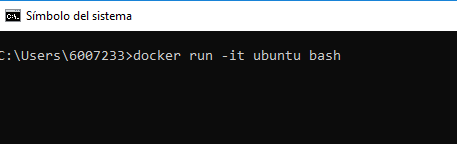 Símbolo del sistema
C:\Users\6007233>docker run -it ubuntu bash